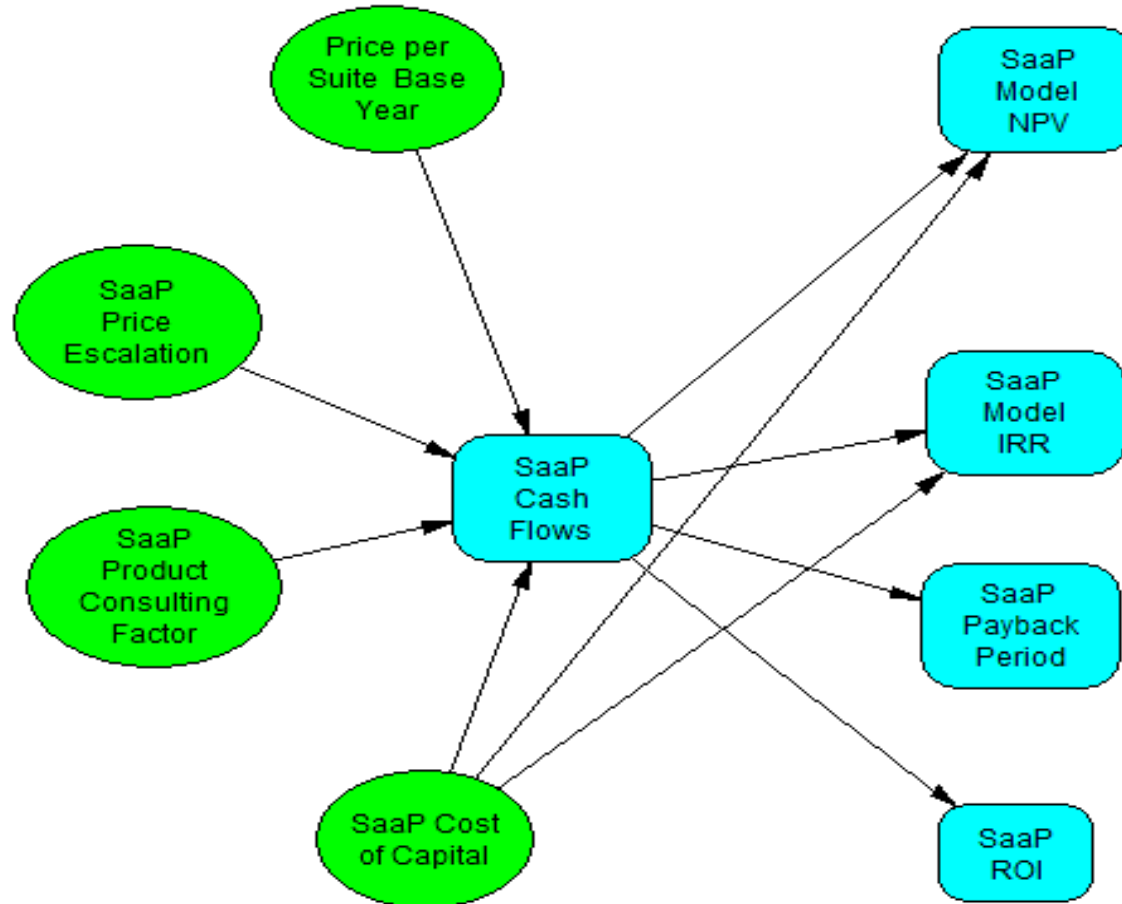 Price per
Suite  Base
Year
SaaP
Model
NPV
SaaP
Price
Escalation
SaaP
Model
IRR
SaaP
Cash
Flows
SaaP
Product
Consulting
Factor
SaaP
Payback
Period
SaaP Cost
of Capital
SaaP
ROI